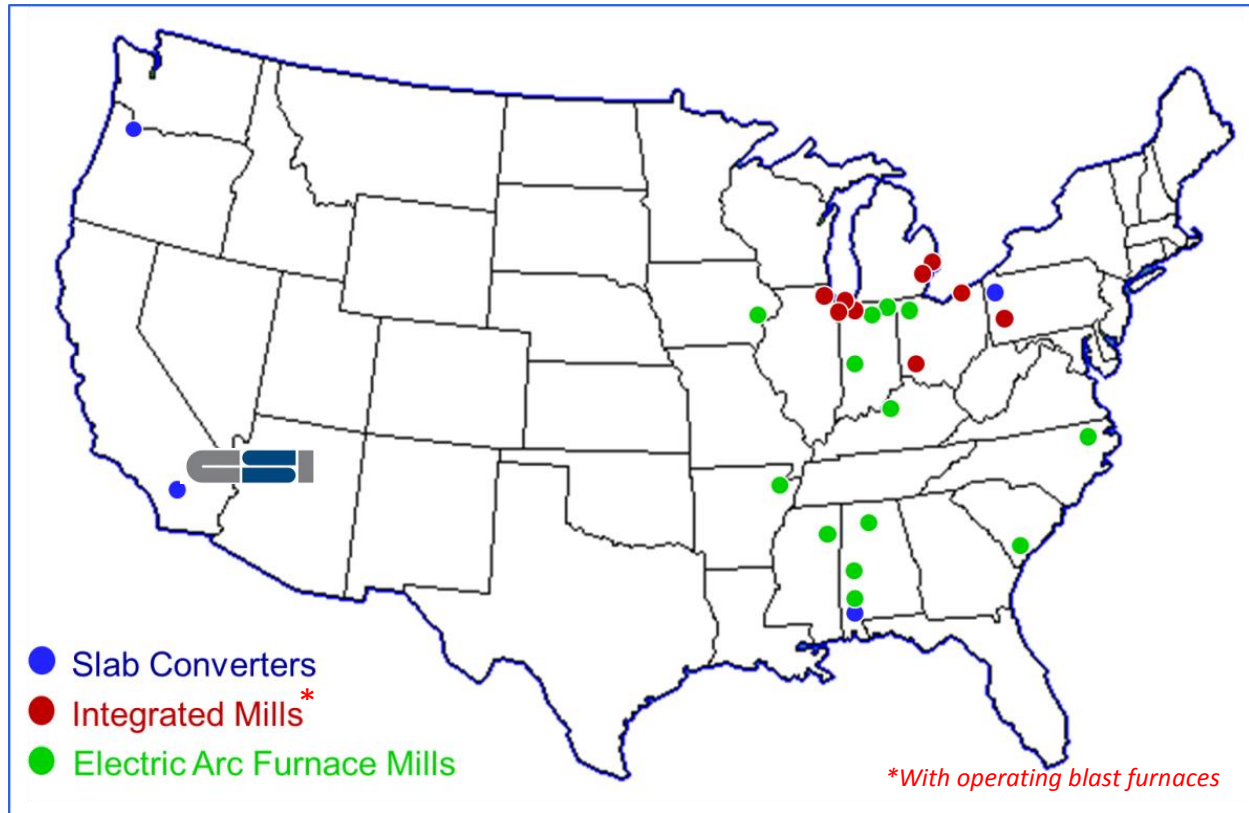 CSI
Slab Converters
Integrated Mills*
Electric Arc Furnace Mills
*With operating blast furnaces